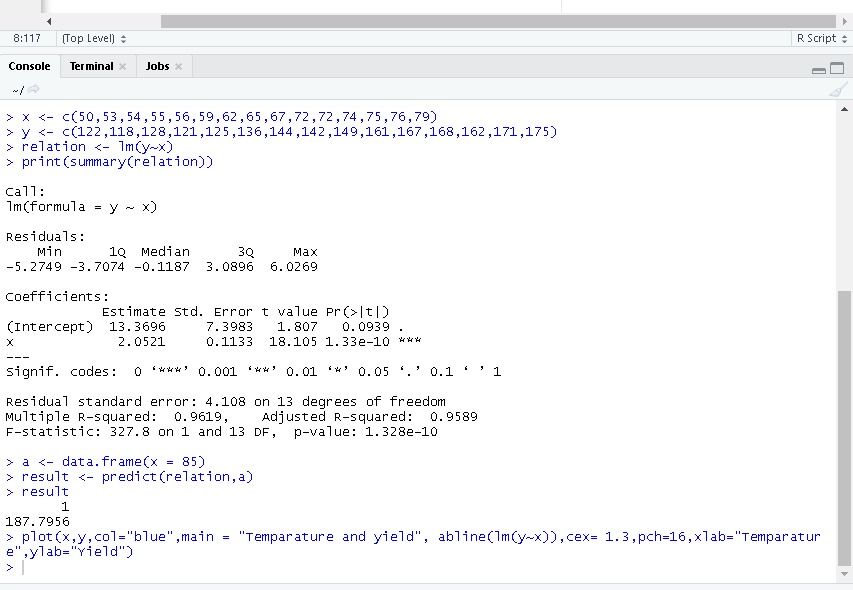 8:117 (Top Level) R Script
Console Terminal × Jobs ×
~/
> x <- c(50,53,54,55,56,59,62,65,67,72,72,74,75,76,79)
> y <- c(122,118,128,121,125,136,144,142,149,161,167,168,162,171,175)
> relation <- lm(y~x)
> print(summary(relation))
Call:
lm(formula = y ~ x)
Residuals:
    Min      1Q  Median      3Q     Max
-5.2749 -3.7074 -0.1187  3.0896  6.0269
Coefficients:
            Estimate Std. Error t value Pr(>|t|)
(Intercept)  13.3696     7.3983   1.807   0.0939 .
x             2.0521     0.1133  18.105 1.33e-10 ***
---
Signif. codes:  0 ‘***’ 0.001 ‘**’ 0.01 ‘*’ 0.05 ‘.’ 0.1 ‘ ’ 1
Residual standard error: 4.108 on 13 degrees of freedom
Multiple R-squared:  0.9619,    Adjusted R-squared:  0.9589
F-statistic: 327.8 on 1 and 13 DF,  p-value: 1.328e-10
> a <- data.frame(x = 85)
> result <- predict(relation,a)
> result
       1
187.7956
> plot(x,y,col="blue",main = "Temparature and yield", abline(lm(y~x)),cex= 1.3,pch=16,xlab="Temparatur
e",ylab="Yield")
>